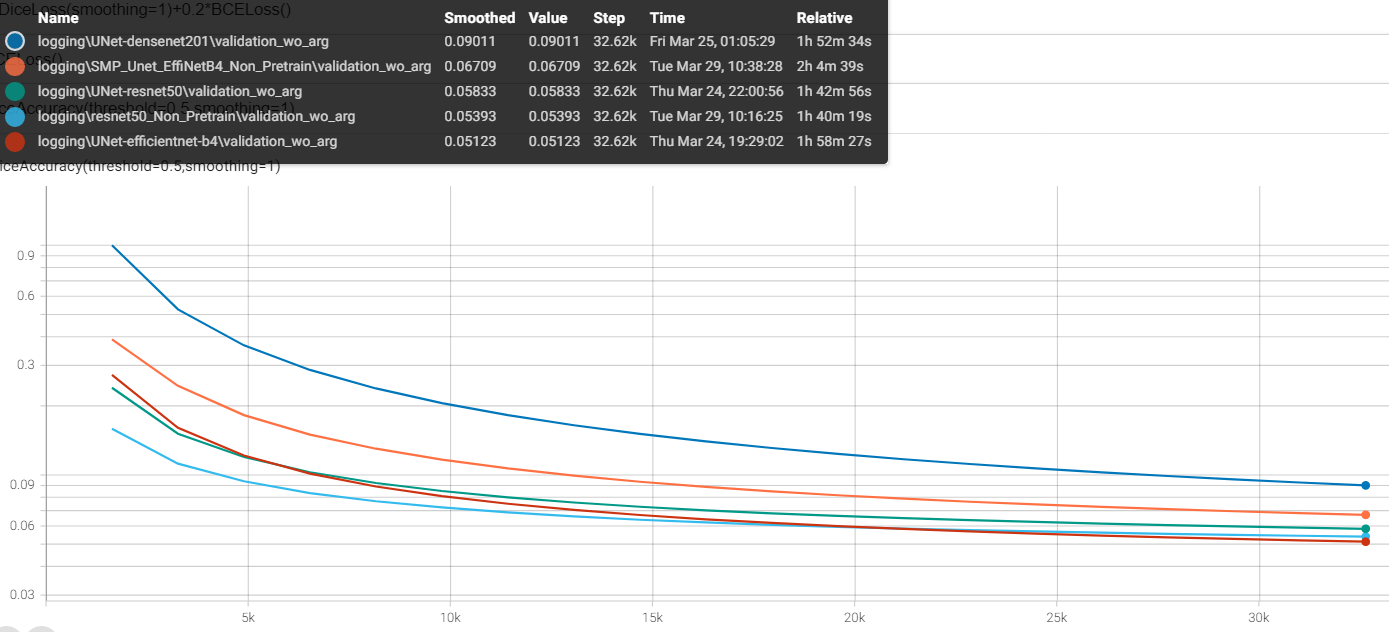 DiceLoss(smoothing=1)+0.2*BCELoss()
Name Smoothed Value Step Time Relative
logging\UNet-densenet201\validation_wo_arg 0.09011 0.09011 32.62k Fri Mar 25, 01:05:29 1h 52m 34s
logging\SMP_Unet_EffiNetB4_Non_Pretrain\validation_wo_arg 0.06709 0.06709 32.62k Tue Mar 29, 10:38:28 2h 4m 39s
logging\UNet-resnet50\validation_wo_arg 0.05833 0.05833 32.62k Thu Mar 24, 22:00:56 1h 42m 56s
(threshold=0.5,smoothing=1)
logging\resnet50_Non_Pretrain\validation_wo_arg 0.05393 0.05393 32.62k Tue Mar 29, 10:16:25 1h 40m 19s
logging\UNet-efficientnet-b4\validation_wo_arg 0.05123 0.05123 32.62k Thu Mar 24, 19:29:02 1h 58m 27s
iceAccuracy(threshold=0.5,smoothing=1)
0.9
0.6
0.3
0.09
0.06
0.03
5k 10k 15k 20k 25k 30k